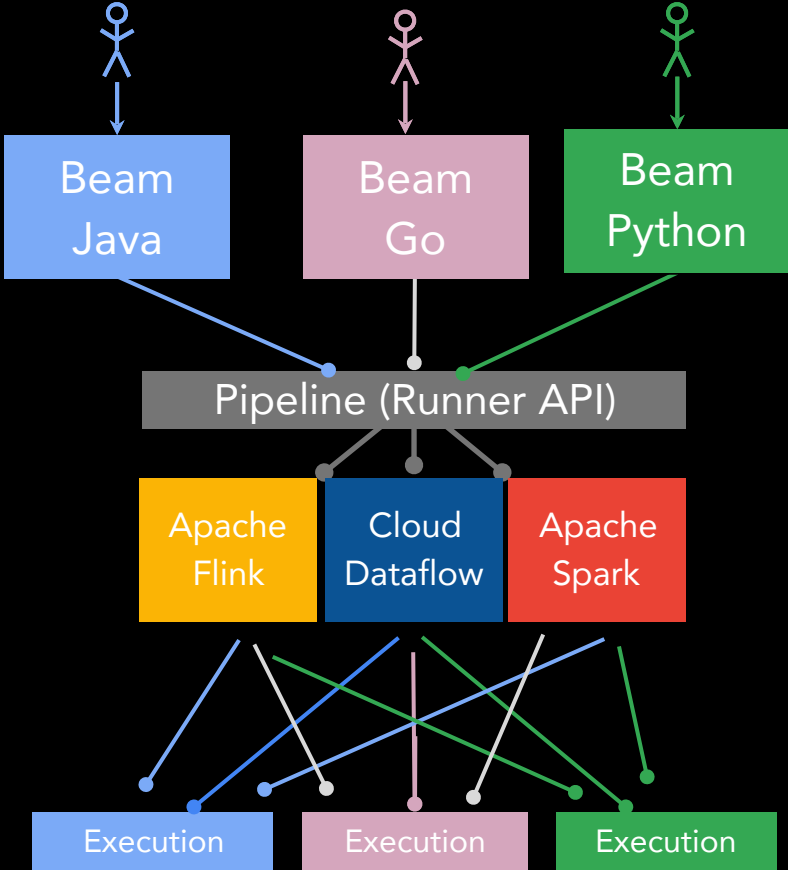 Beam
Java
Beam
Go
Beam
Python
Pipeline (Runner API)
Apache
Flink
Cloud
Dataflow
Apache
Spark
Execution
Execution
Execution